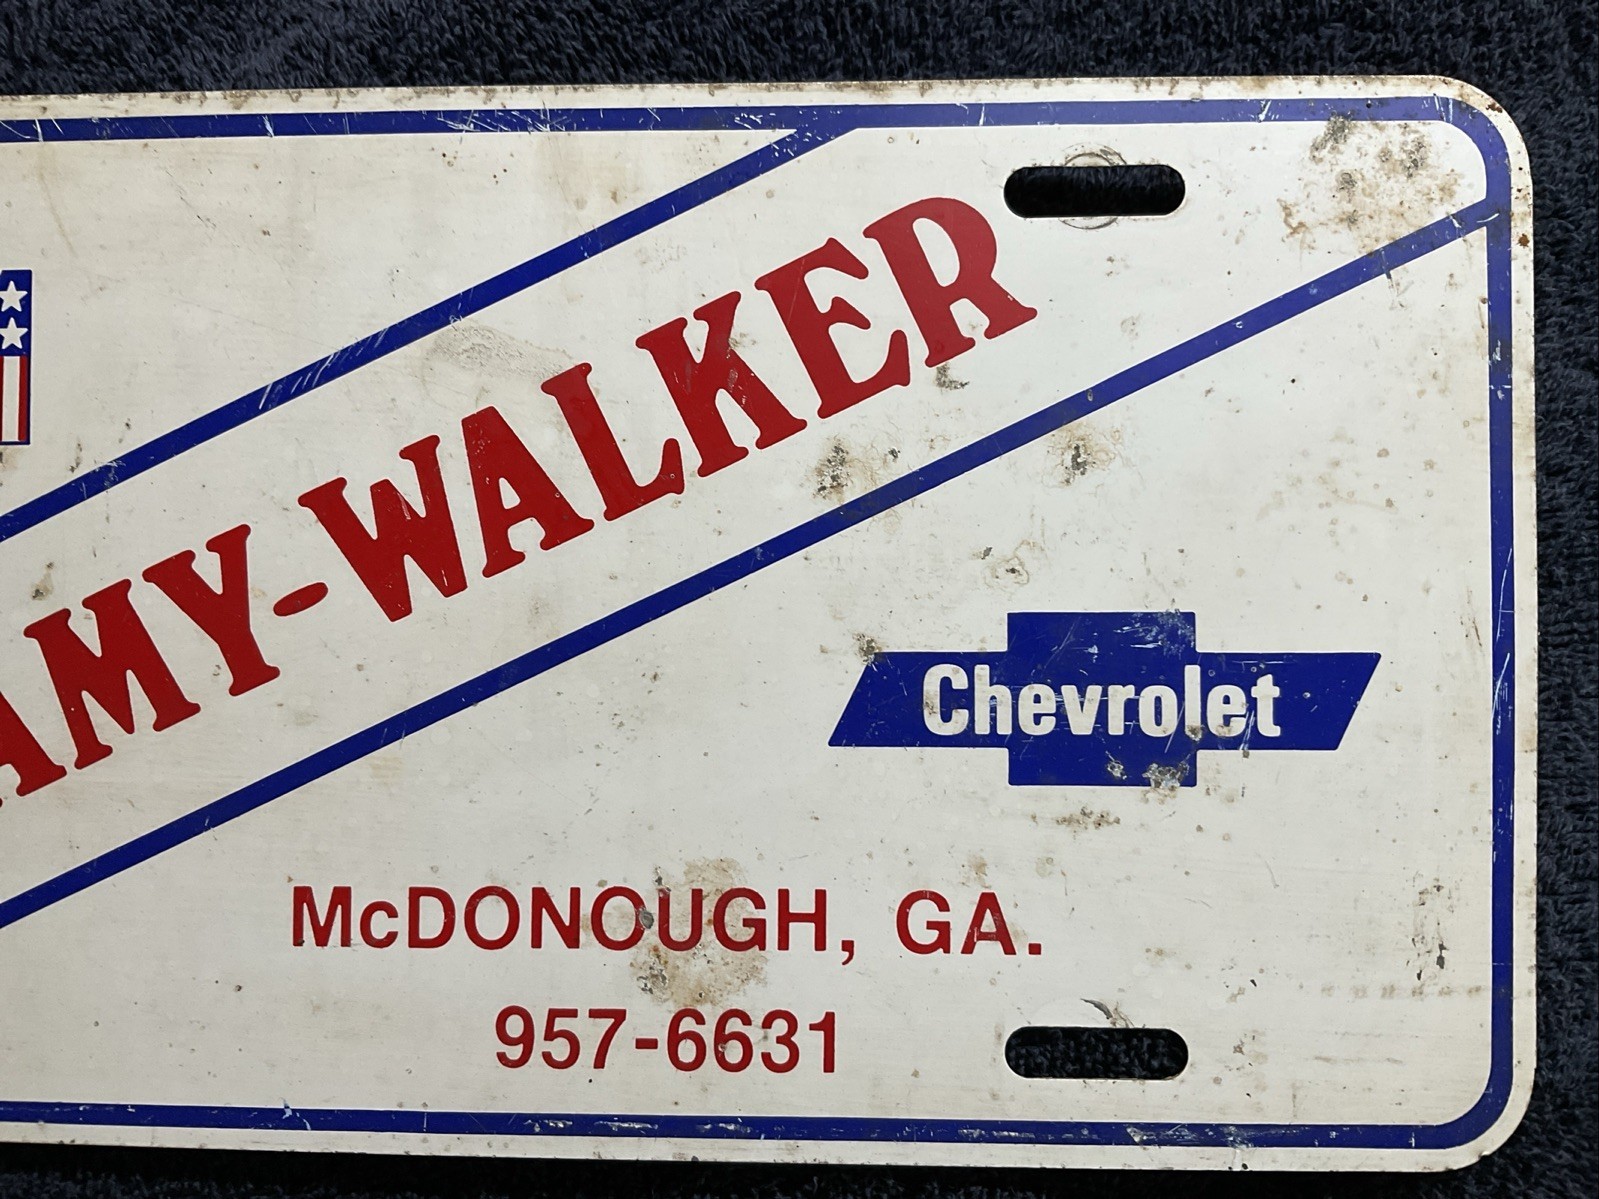 AMY-WALKER
Chevrolet
McDONOUGH, GA.
957-6631